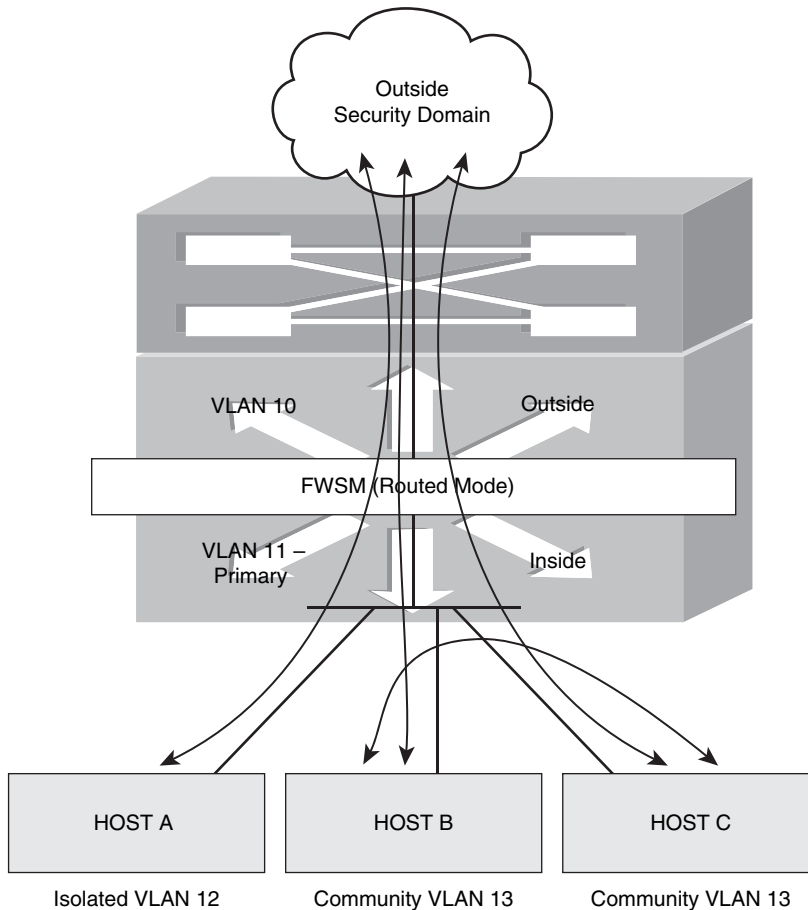 Outside
Security Domain
VLAN 10
Outside
FWSM (Routed Mode)
VLAN 11 –
Primary
Inside
HOST A
HOST B
HOST C
Isolated VLAN 12
Community VLAN 13
Community VLAN 13